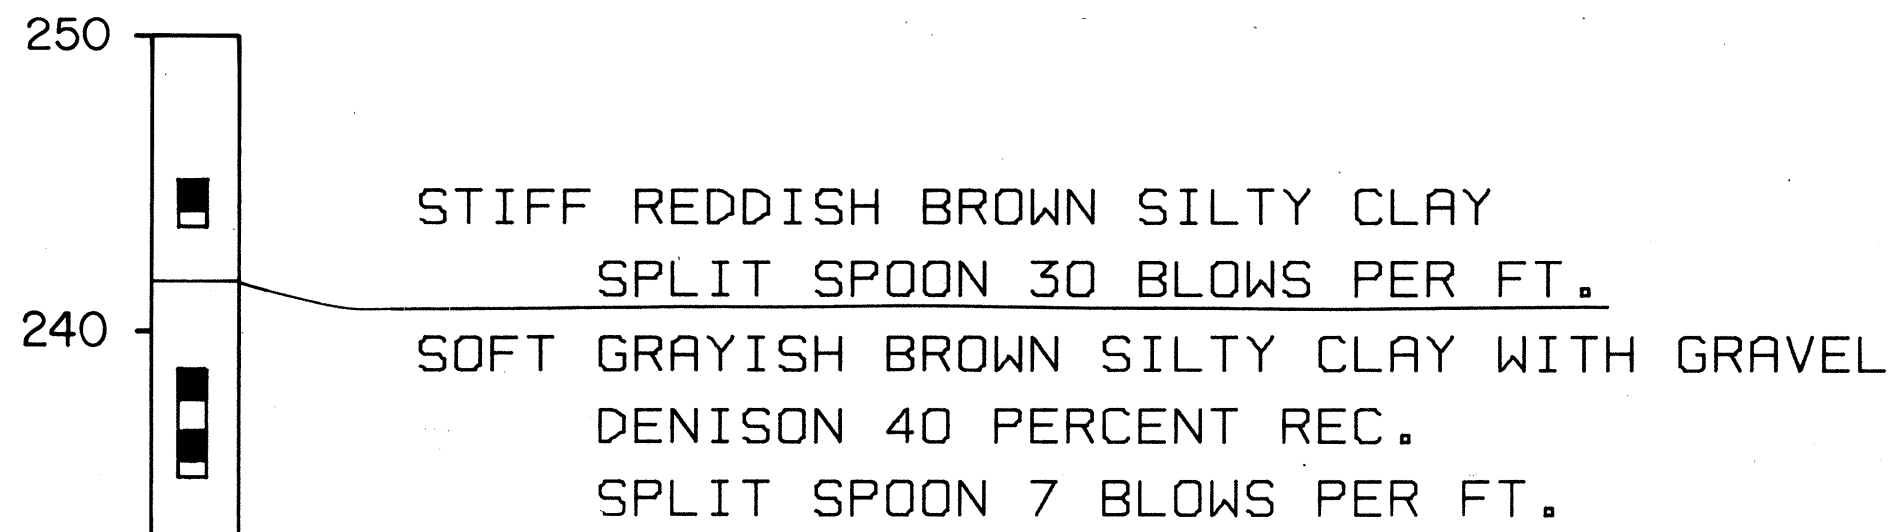 250
STIFF REDDISH BROWN SILTY CLAY
SPLIT SPOON 30 BLOWS PER FT.
240
SOFT GRAYISH BROWN SILTY CLAY WITH GRAVEL
DENISON 40 PERCENT REC.
SPLIT SPOON 7 BLOWS PER FT.